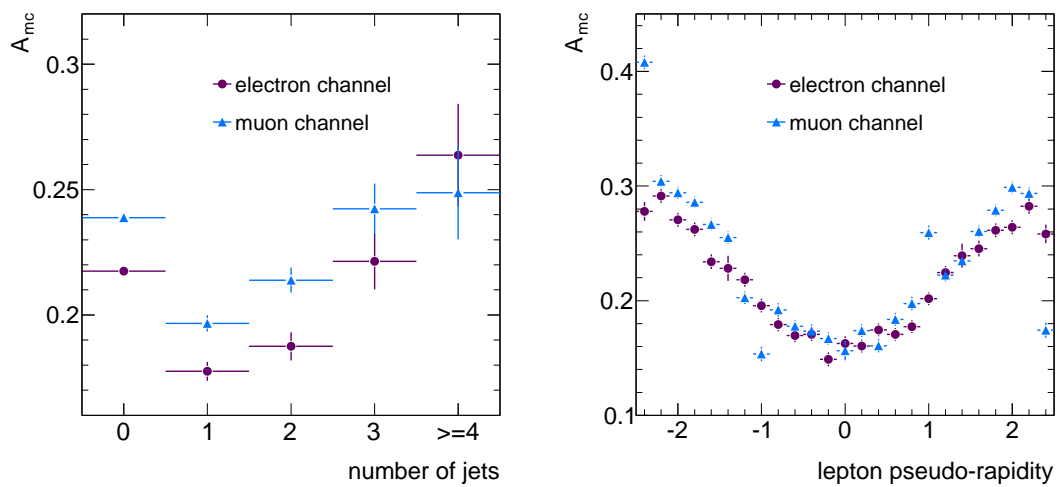 A_mc
0.3
0.25
0.2
electron channel
muon channel
0 1 2 3 >=4
number of jets
A_mc
0.4
0.3
0.2
0.1
electron channel
muon channel
-2 -1 0 1 2
lepton pseudo-rapidity